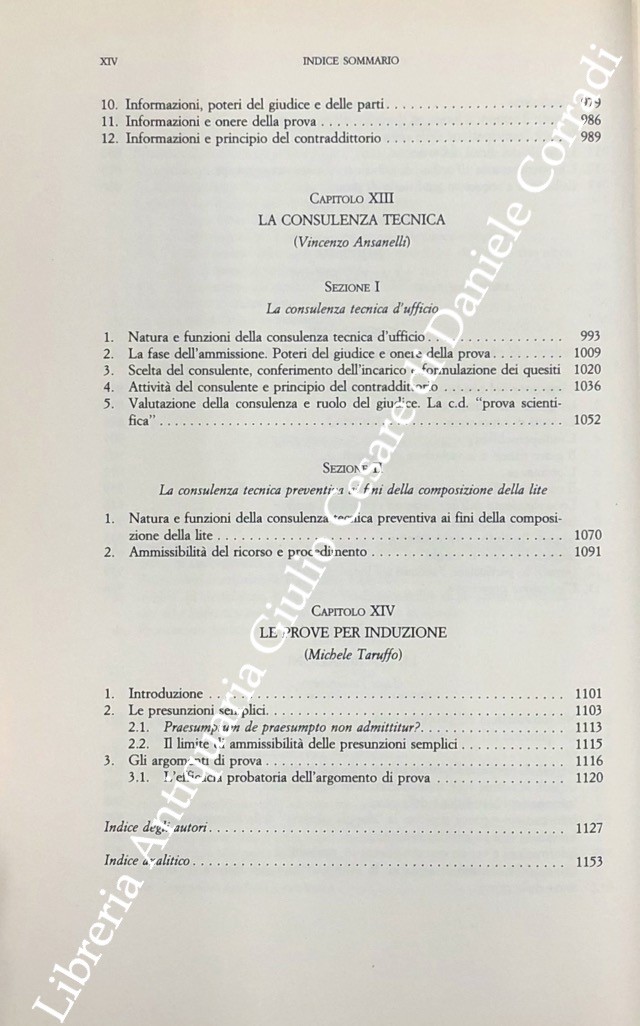 XIV INDICE SOMMARIO
10. Informazioni, poteri del giudice e delle parti . . . . . . . . . . . . . . . . . . . . . .
11. Informazioni e onere della prova . . . . . . . . . . . . . . . . . . . . . . . . . . . . . . 986
12. Informazioni e principio del contraddittorio . . . . . . . . . . . . . . . . . . . . . . 989
CAPITOLO XIII
LA CONSULENZA TECNICA
(Vincenzo Ansanelli)
SEZIONE I
La consulenza tecnica d'ufficio
1. Natura e funzioni della consulenza tecnica d'ufficio . . . . . . . . . . . . . . . . . 993
2. La fase dell'ammissione. Poteri del giudice e onere della prova . . . . . . . . . 1009
3. Scelta del consulente, conferimento dell'incarico e formulazione dei quesiti 1020
4. Attività del consulente e principio del contraddittorio . . . . . . . . . . . . . . . 1036
5. Valutazione della consulenza e ruolo del giudice. La c.d. "prova scienti-
fica" . . . . . . . . . . . . . . . . . . . . . . . . . . . . . . . . . . . . . . . . . . . . . . . . . . 1052
SEZIONE II
La consulenza tecnica preventiva ai fini della composizione della lite
1. Natura e funzioni della consulenza tecnica preventiva ai fini della composi-
zione della lite . . . . . . . . . . . . . . . . . . . . . . . . . . . . . . . . . . . . . . . . . . . 1070
2. Ammissibilità del ricorso e procedimento . . . . . . . . . . . . . . . . . . . . . . . . 1091
CAPITOLO XIV
LE PROVE PER INDUZIONE
(Michele Taruffo)
1. Introduzione . . . . . . . . . . . . . . . . . . . . . . . . . . . . . . . . . . . . . . . . . . . . 1101
2. Le presunzioni semplici. . . . . . . . . . . . . . . . . . . . . . . . . . . . . . . . . . . . . 1103
2.1. Praesumptum de praesumpto non admittitur?. . . . . . . . . . . . . . . . . . 1113
2.2. Il limite di ammissibilità delle presunzioni semplici . . . . . . . . . . . . . 1115
3. Gli argomenti di prova . . . . . . . . . . . . . . . . . . . . . . . . . . . . . . . . . . . . . . 1116
3.1. L'efficacia probatoria dell'argomento di prova . . . . . . . . . . . . . . . . . 1120
Indice degli autori . . . . . . . . . . . . . . . . . . . . . . . . . . . . . . . . . . . . . . . . . . . . 1127
Indice analitico . . . . . . . . . . . . . . . . . . . . . . . . . . . . . . . . . . . . . . . . . . . . . . 1153
Libreria Antiquaria Giulio Cesare di Daniele Corradi